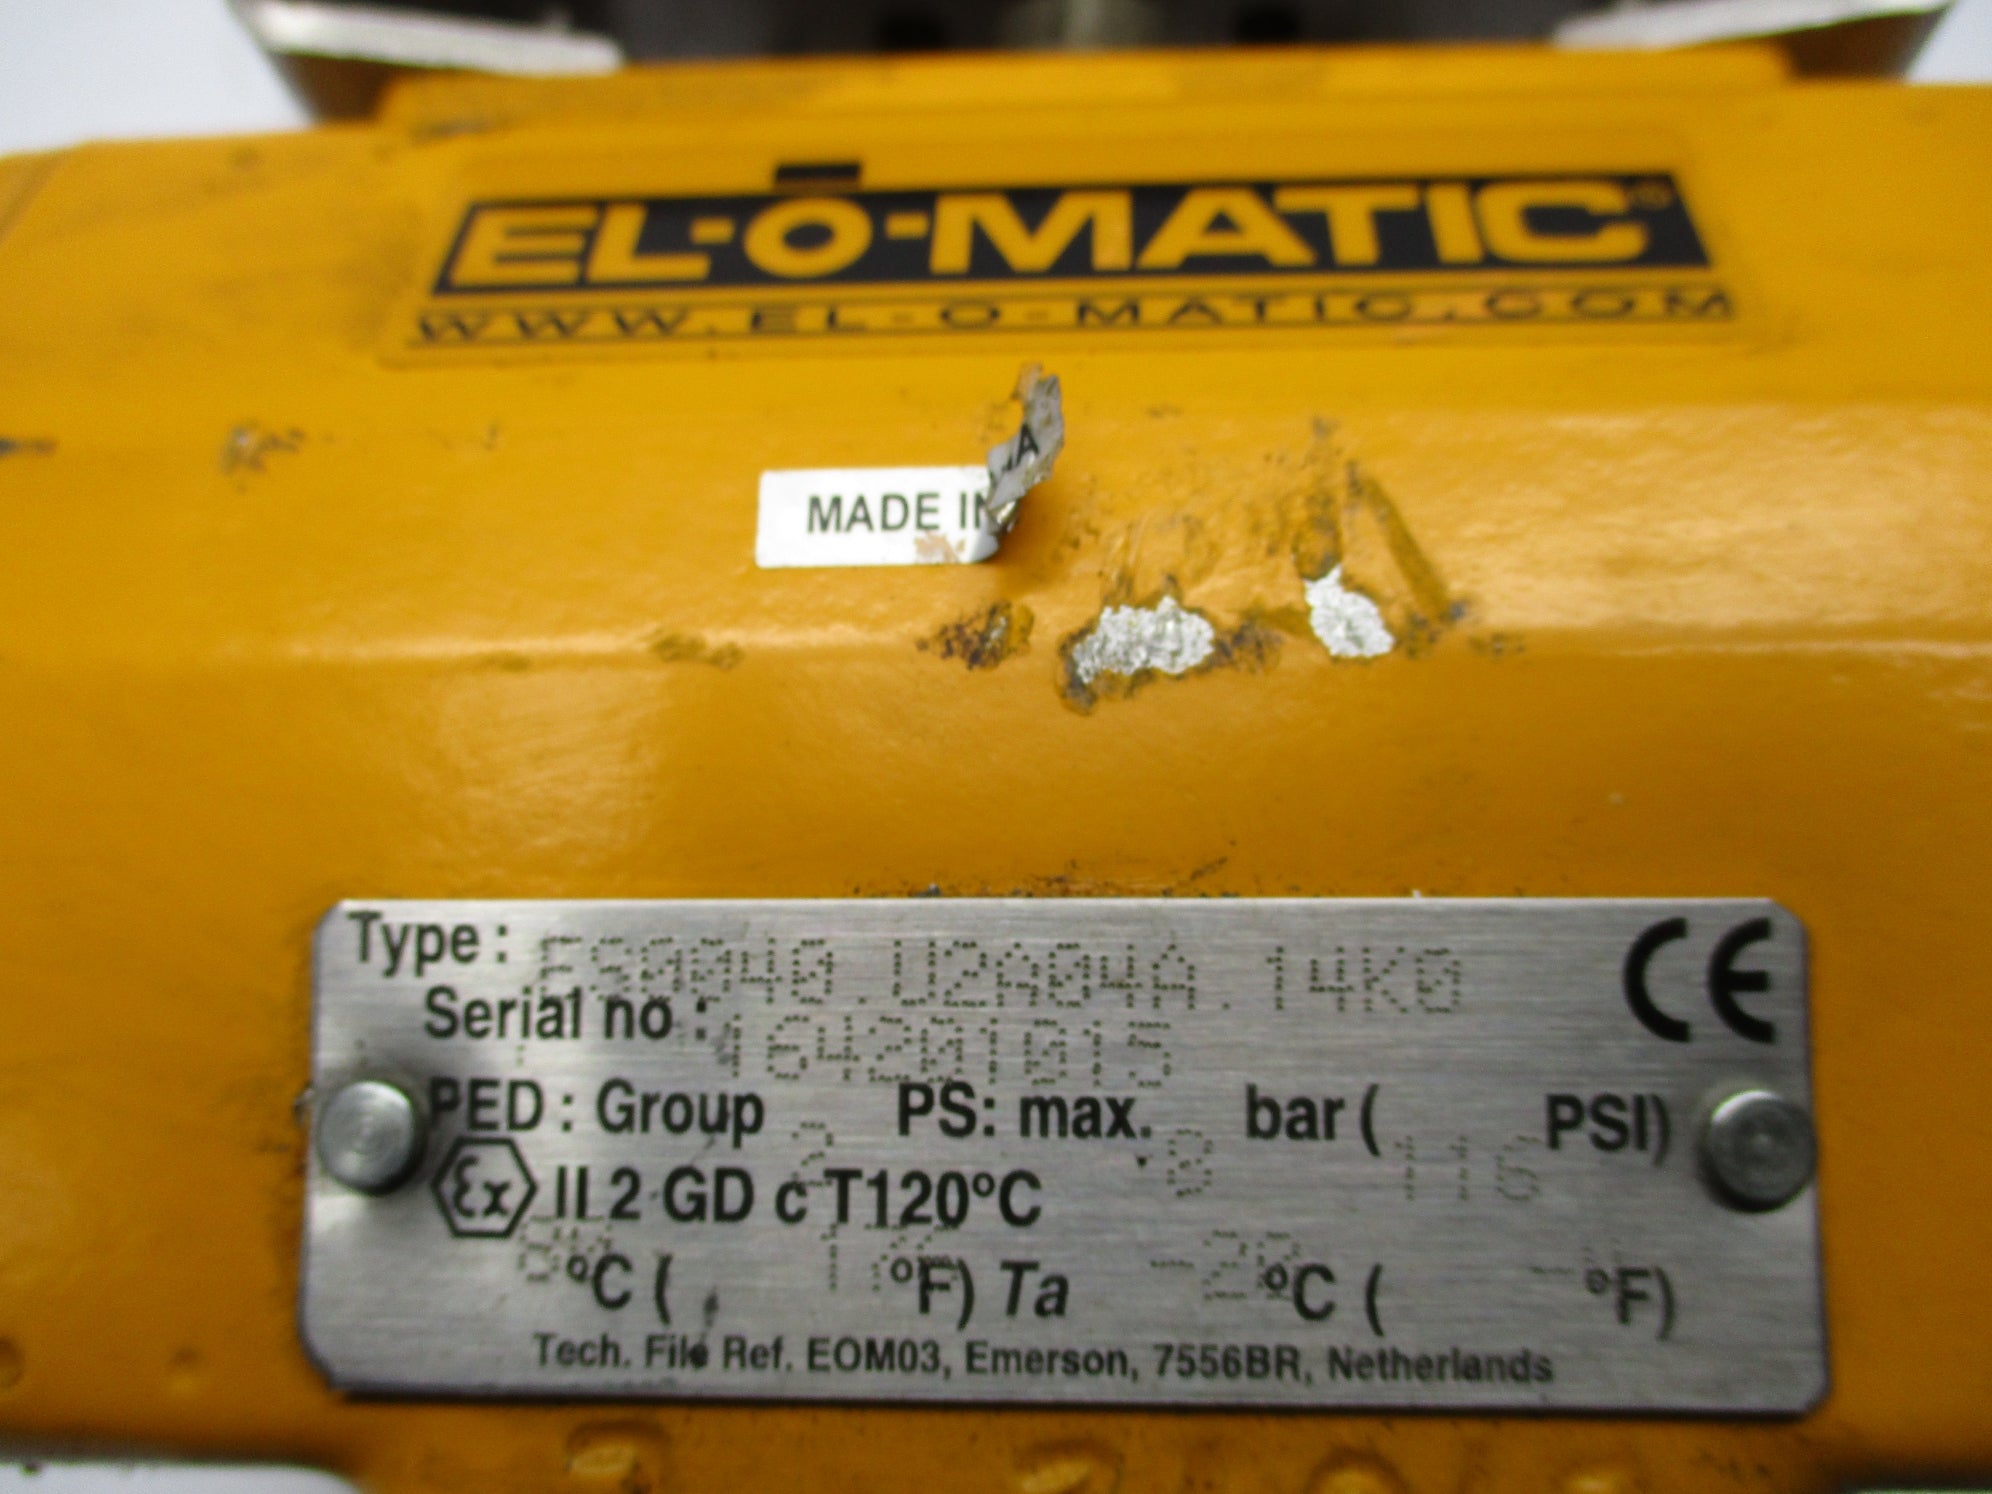 EL-O-MATIC®
WWW.EL-O-MATIC.COM
MADE IN
Type: ES0040.U2A04A.14K0
Serial no: 164201015
PED: Group 2 PS: max. 8 bar ( 116 PSI)
Ex II 2 GD c T120°C
80 °C ( °F) Ta -20 °C ( °F)
Tech. File Ref. EOM03, Emerson, 7556BR, Netherlands
CE